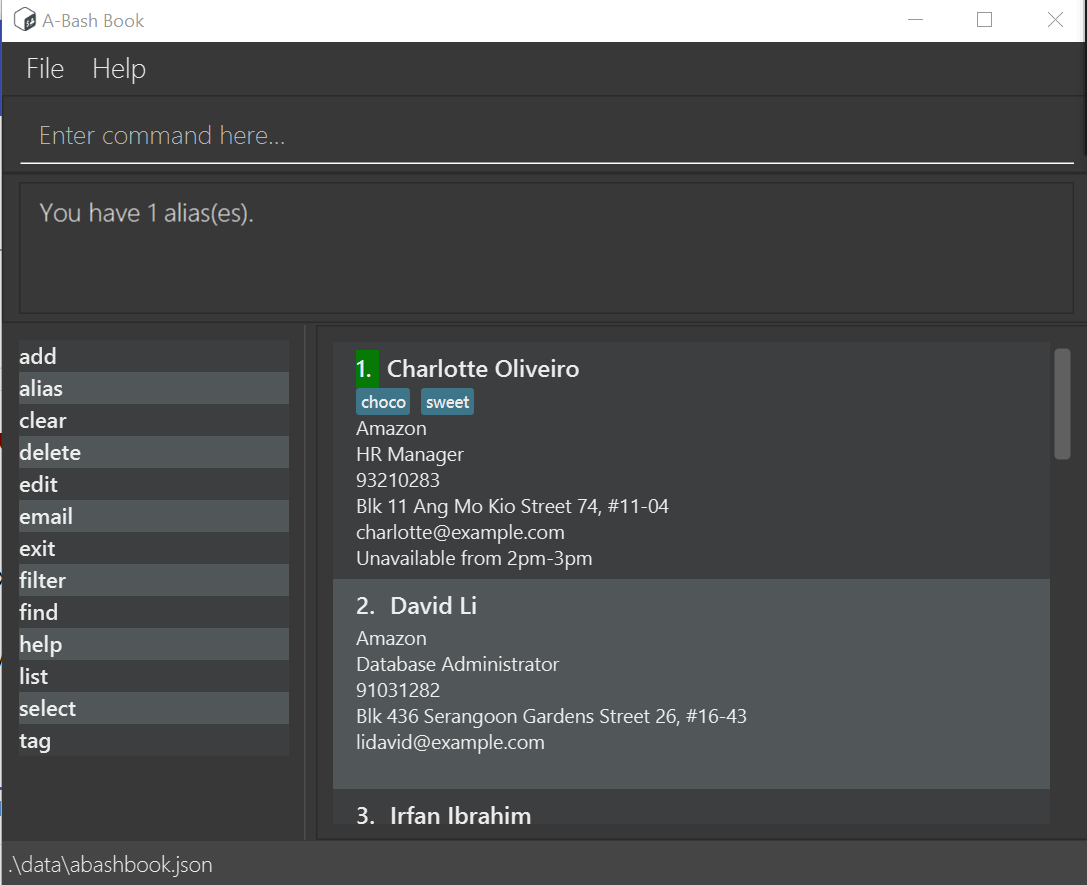 A-Bash Book
File Help
Enter command here...
You have 1 alias(es).
add
alias
clear
delete
edit
email
exit
filter
find
help
list
select
tag
1. Charlotte Oliveiro
choco sweet
Amazon
HR Manager
93210283
Blk 11 Ang Mo Kio Street 74, #11-04
charlotte@example.com
Unavailable from 2pm-3pm
2. David Li
Amazon
Database Administrator
91031282
Blk 436 Serangoon Gardens Street 26, #16-43
lidavid@example.com
3. Irfan Ibrahim
.\data\abashbook.json